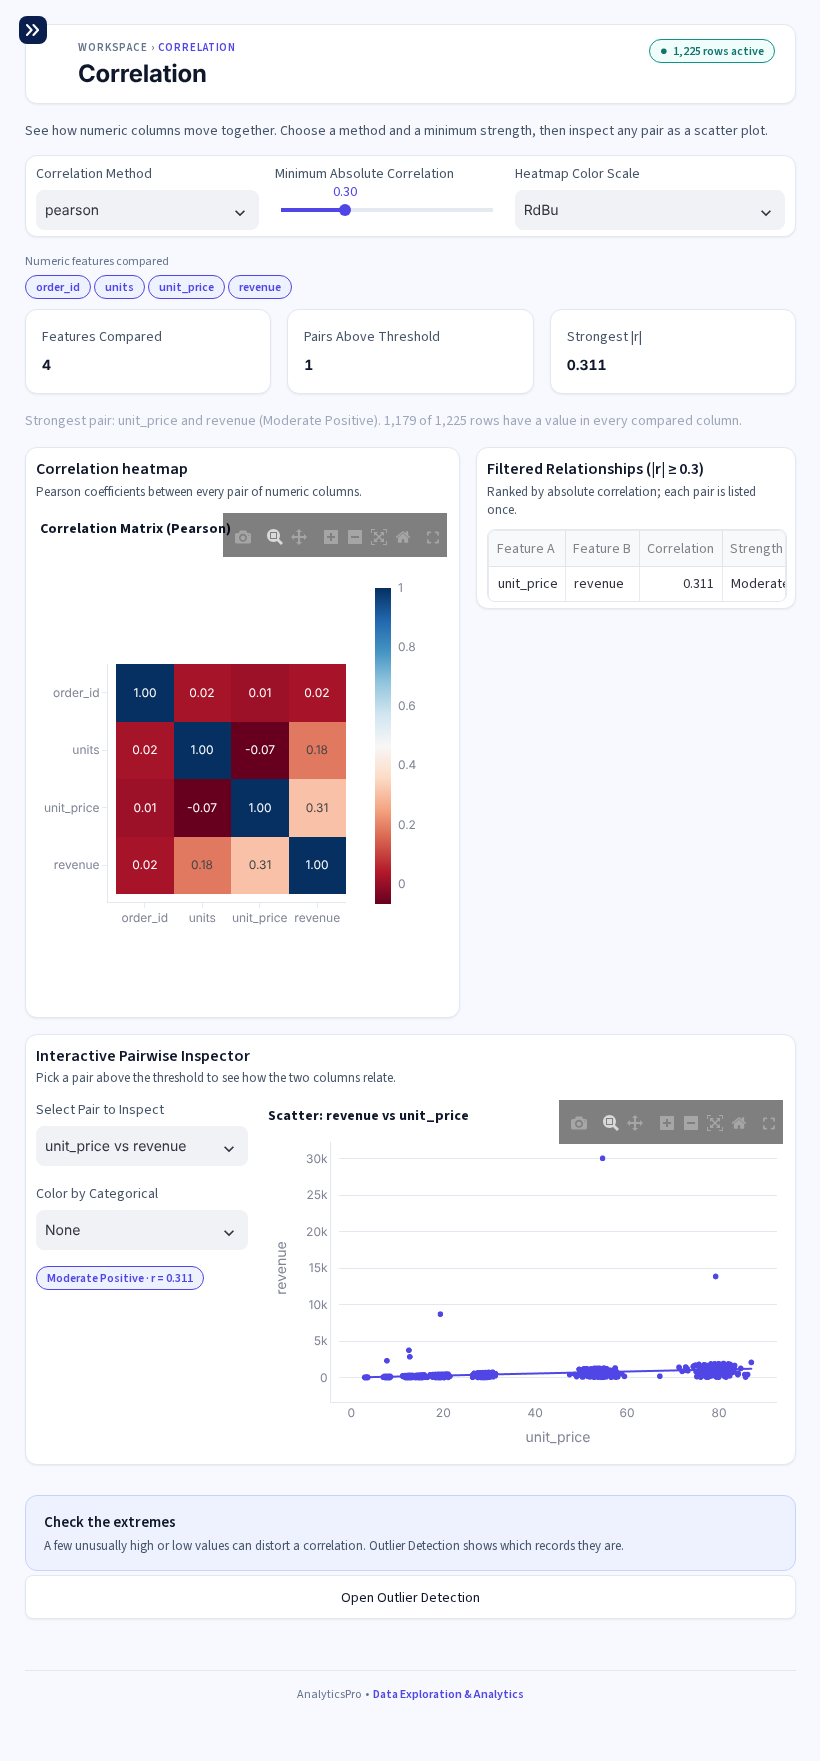 WORKSPACE › CORRELATION
Correlation
1,225 rows active
See how numeric columns move together. Choose a method and a minimum strength, then inspect any pair as a scatter plot.
Correlation Method
Minimum Absolute Correlation
Heatmap Color Scale
0.30
pearson
RdBu
Numeric features compared
order_id units unit_price revenue
Features Compared
4
Pairs Above Threshold
1
Strongest |r|
0.311
Strongest pair: unit_price and revenue (Moderate Positive). 1,179 of 1,225 rows have a value in every compared column.
Correlation heatmap
Pearson coefficients between every pair of numeric columns.
Correlation Matrix (Pearson)
1
0.8
0.6
0.4
0.2
0
order_id 1.00 0.02 0.01 0.02
units 0.02 1.00 -0.07 0.18
unit_price 0.01 -0.07 1.00 0.31
revenue 0.02 0.18 0.31 1.00
order_id units unit_price revenue
Filtered Relationships (|r| ≥ 0.3)
Ranked by absolute correlation; each pair is listed
once.
Feature A Feature B Correlation Strength
unit_price revenue 0.311 Moderate
Interactive Pairwise Inspector
Pick a pair above the threshold to see how the two columns relate.
Select Pair to Inspect
unit_price vs revenue
Color by Categorical
None
Moderate Positive · r = 0.311
Scatter: revenue vs unit_price
30k
25k
20k
15k
10k
5k
0
revenue
0 20 40 60 80
unit_price
Check the extremes
A few unusually high or low values can distort a correlation. Outlier Detection shows which records they are.
Open Outlier Detection
AnalyticsPro • Data Exploration & Analytics